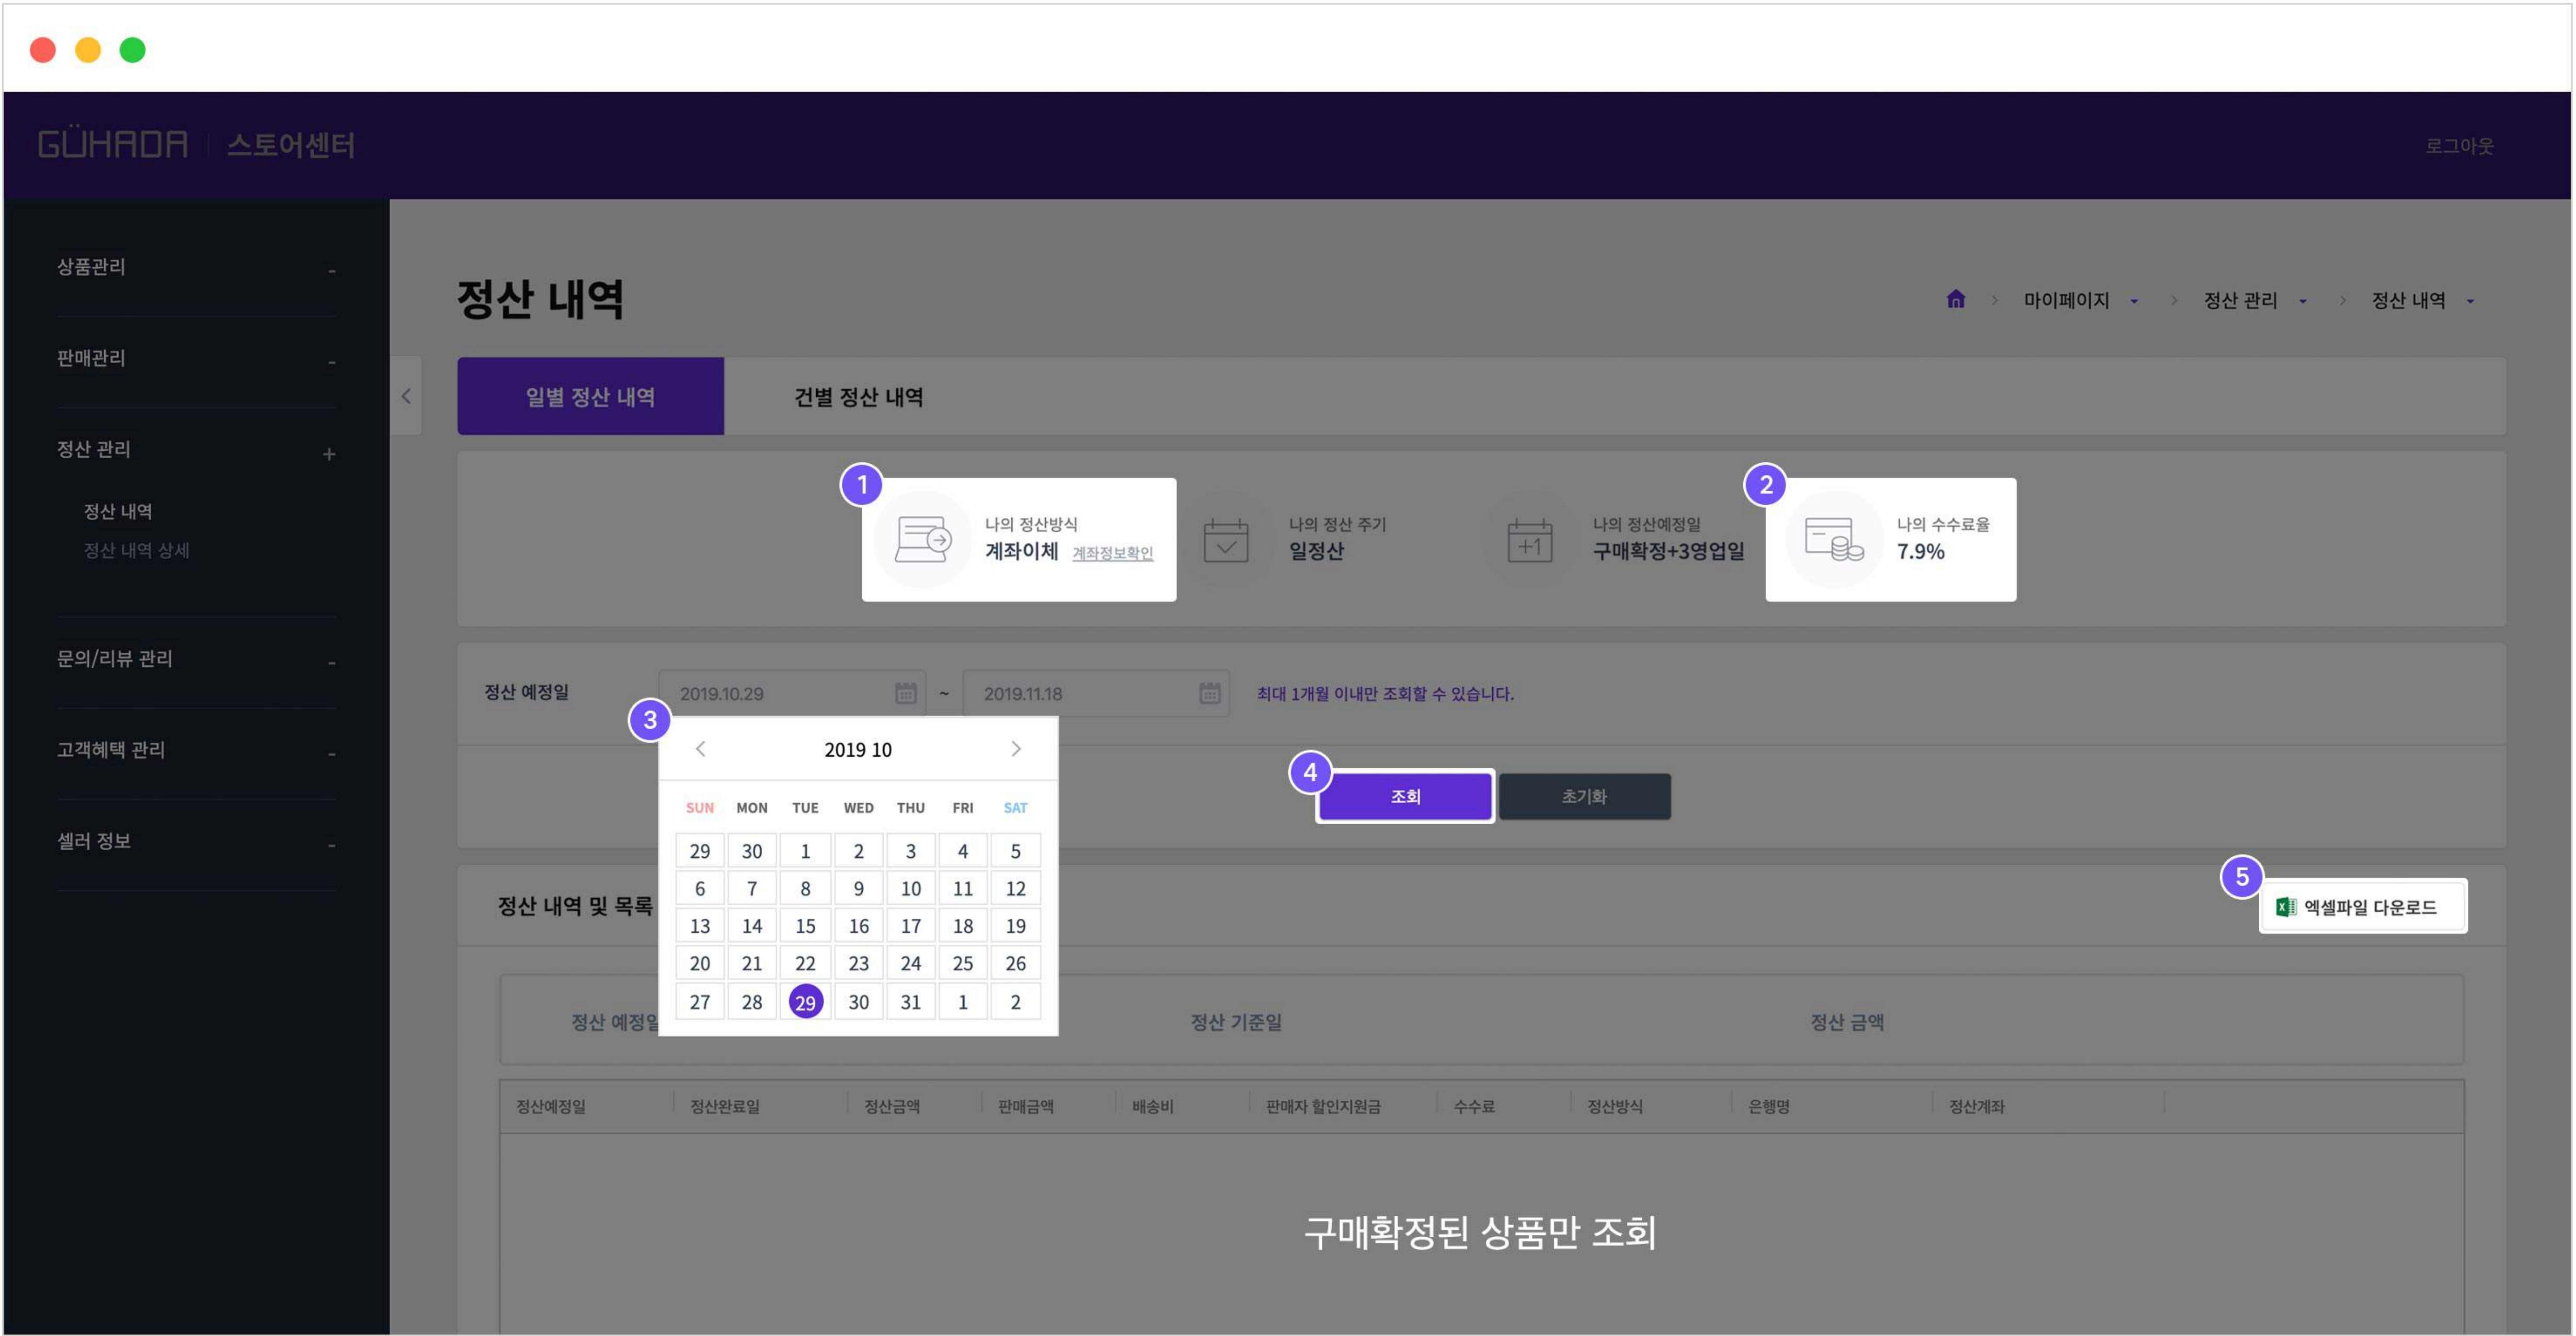 GÜHADA 스토어센터
로그아웃
상품관리 -
판매관리 -
정산 관리 +
정산 내역
정산 내역 상세
문의/리뷰 관리 -
고객혜택 관리 -
셀러 정보 -
정산 내역
> 마이페이지 > 정산 관리 > 정산 내역
<
일별 정산 내역 건별 정산 내역
1
나의 정산방식
계좌이체 계좌정보확인
나의 정산 주기
일정산
+1
나의 정산예정일
구매확정+3영업일
2
나의 수수료율
7.9%
정산 예정일 2019.10.29 ~ 2019.11.18 최대 1개월 이내만 조회할 수 있습니다.
3
< 2019 10 >
SUN MON TUE WED THU FRI SAT
29 30 1 2 3 4 5
6 7 8 9 10 11 12
13 14 15 16 17 18 19
20 21 22 23 24 25 26
27 28 29 30 31 1 2
4
조회 초기화
정산 내역 및 목록
5
엑셀파일 다운로드
정산 예정일 정산 기준일 정산 금액
정산예정일 정산완료일 정산금액 판매금액 배송비 판매자 할인지원금 수수료 정산방식 은행명 정산계좌
구매확정된 상품만 조회